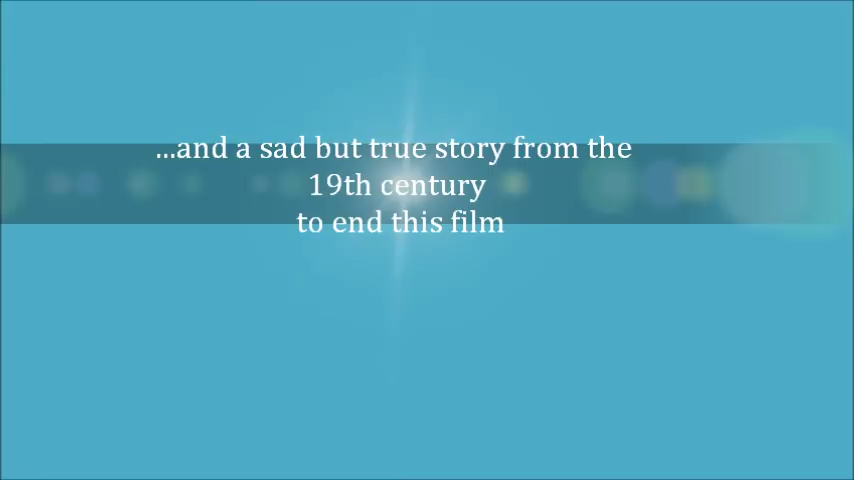 ...and a sad but true story from the
19th century
to end this film